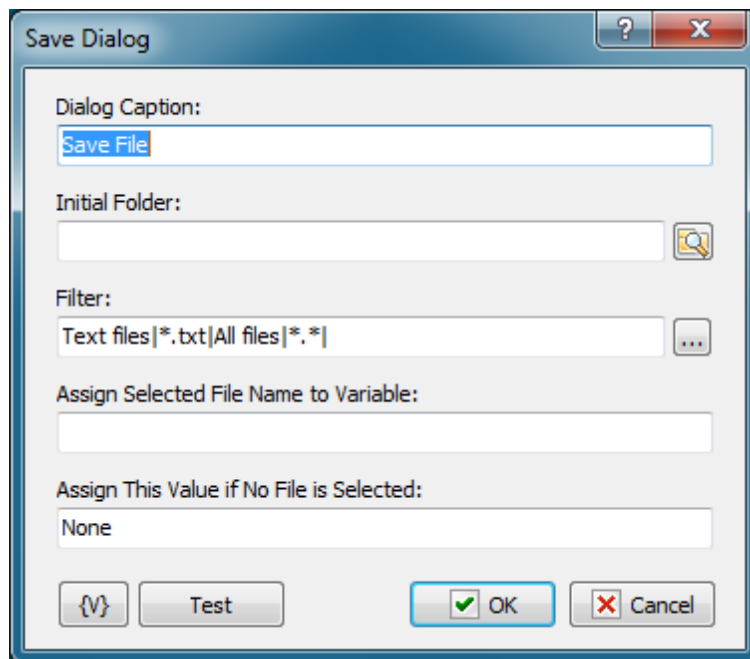 Save Dialog
?
Dialog Caption:
Save File
Initial Folder:
Filter:
Text files|*.txt|All files|*.*|
...
Assign Selected File Name to Variable:
Assign This Value if No File is Selected:
None
{V} Test OK Cancel